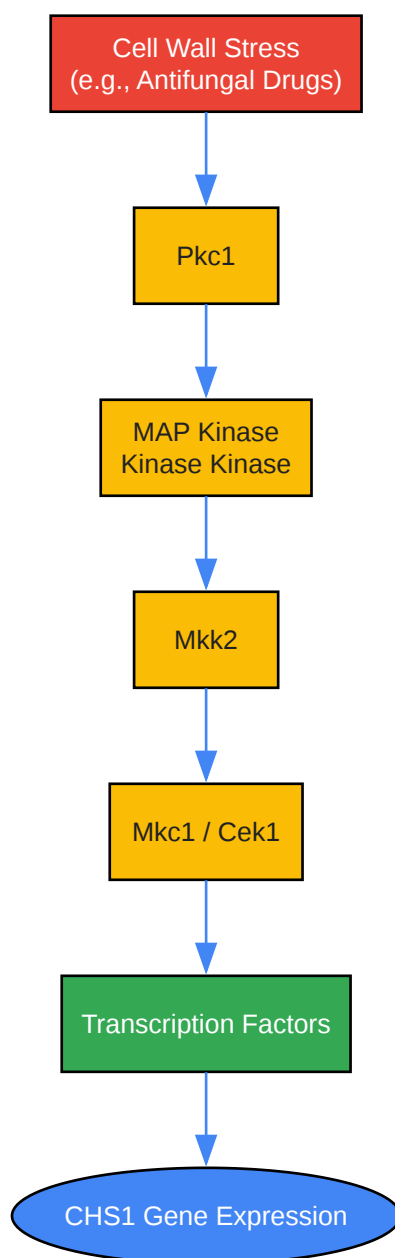 Cell Wall Stress
(e.g., Antifungal Drugs)
Pkc1
MAP Kinase
Kinase Kinase
Mkk2
Mkc1 / Cek1
Transcription Factors
CHS1 Gene Expression